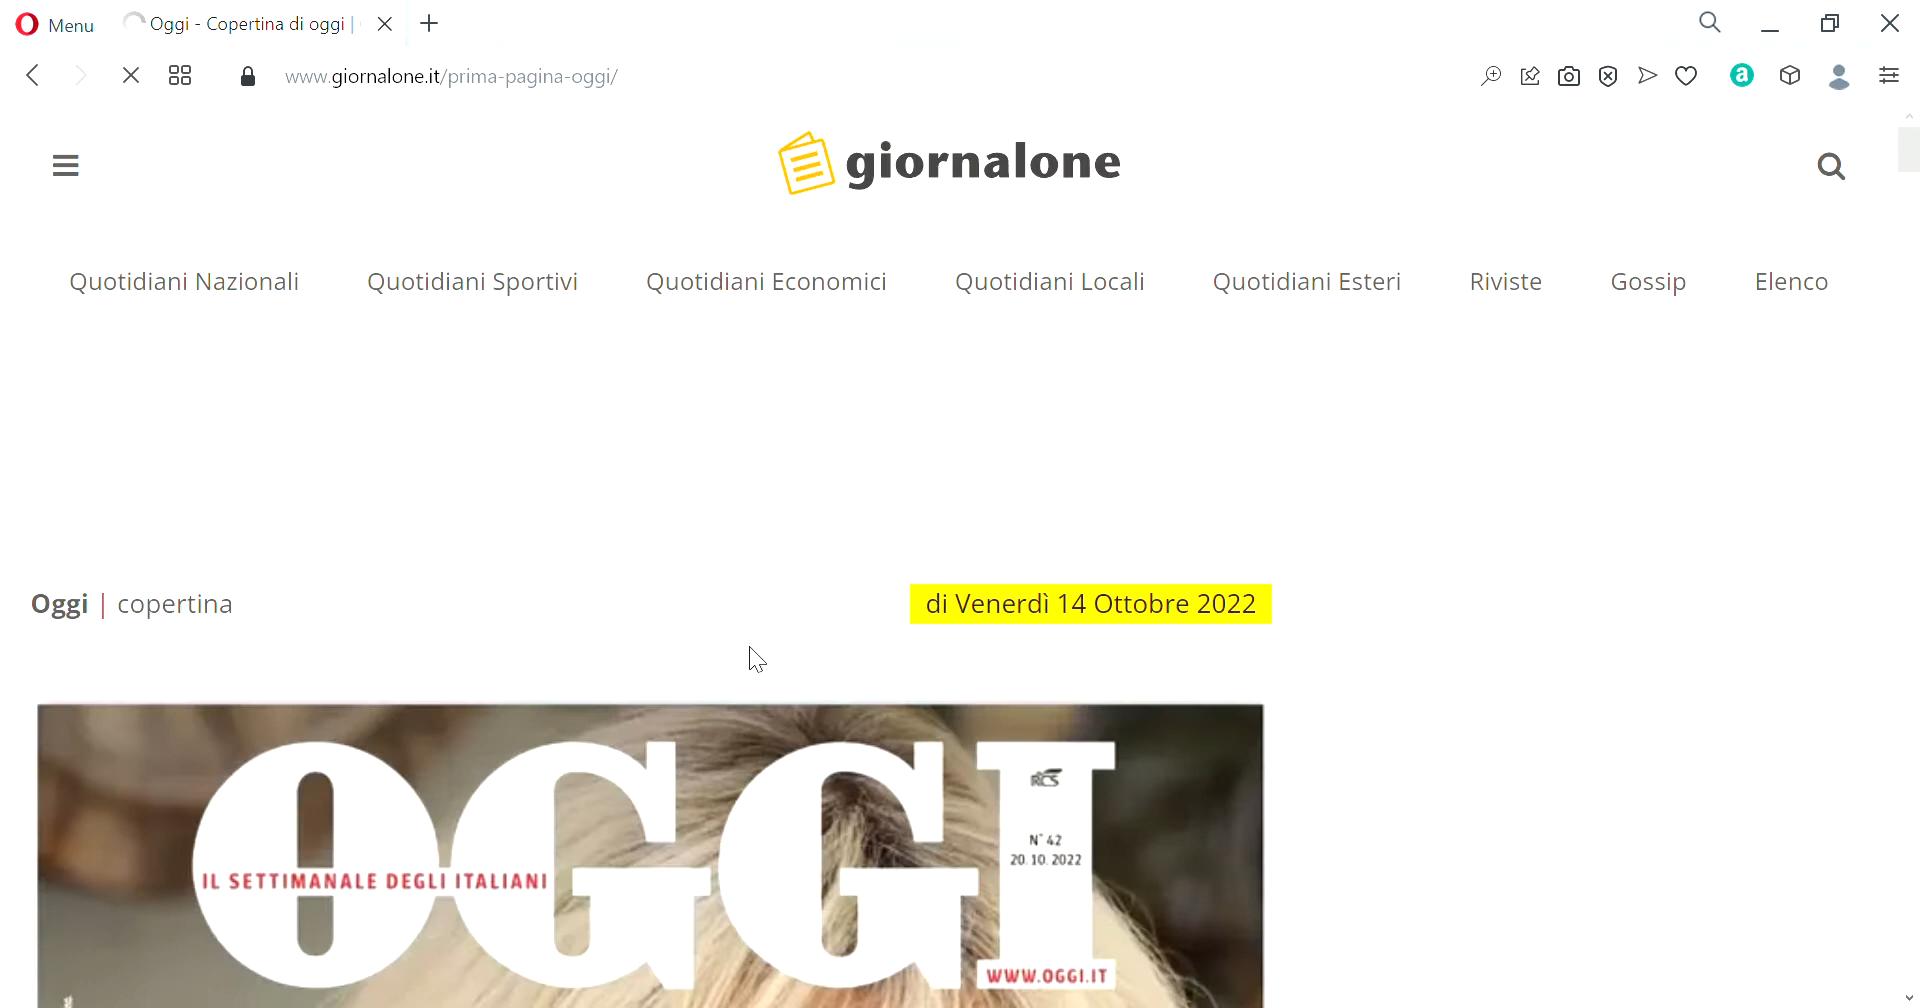 Menu
Oggi - Copertina di oggi |
www.giornalone.it/prima-pagina-oggi/
giornalone
Quotidiani Nazionali Quotidiani Sportivi Quotidiani Economici Quotidiani Locali Quotidiani Esteri Riviste Gossip Elenco
Oggi | copertina
di Venerdì 14 Ottobre 2022
OGGI
RCS
N° 42
20.10.2022
IL SETTIMANALE DEGLI ITALIANI
WWW.OGGI.IT